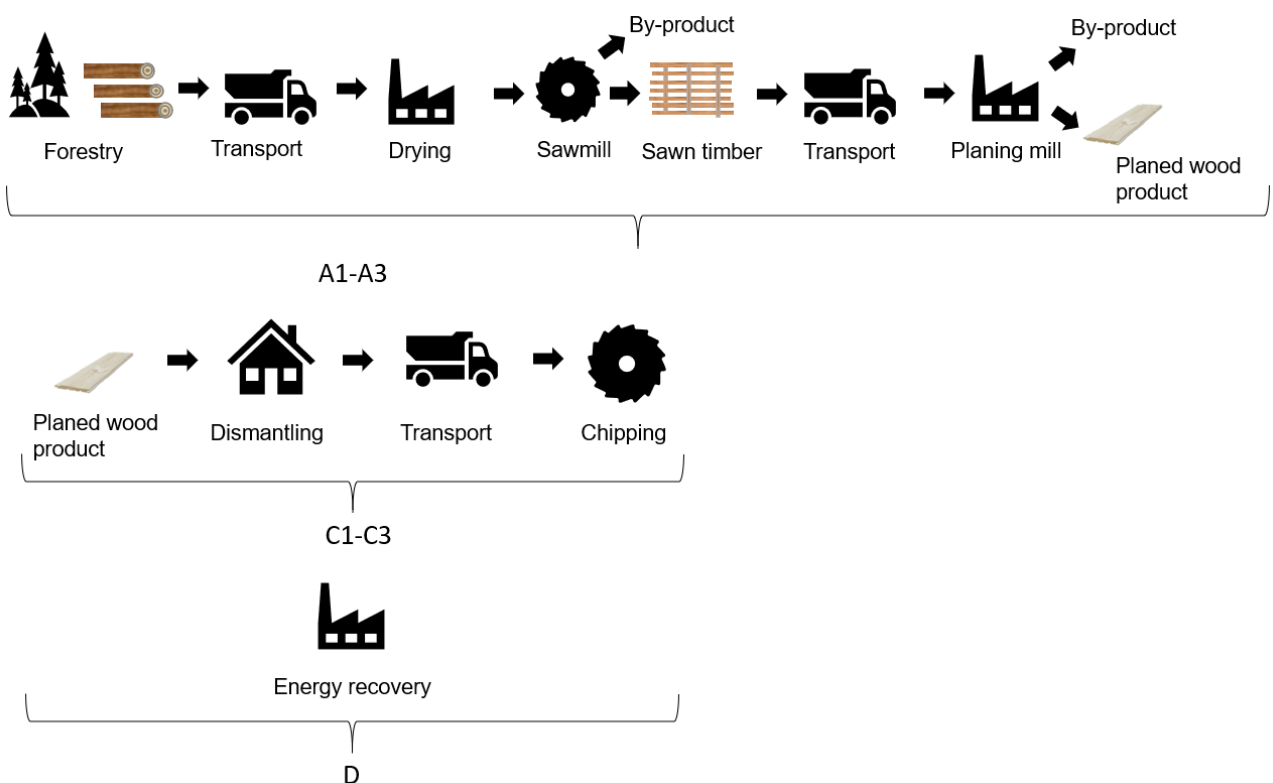 By-product
By-product
Forestry
Transport
Drying
Sawmill
Sawn timber
Transport
Planing mill
Planed wood
product
A1-A3
Planed wood
product
Dismantling
Transport
Chipping
C1-C3
Energy recovery
D